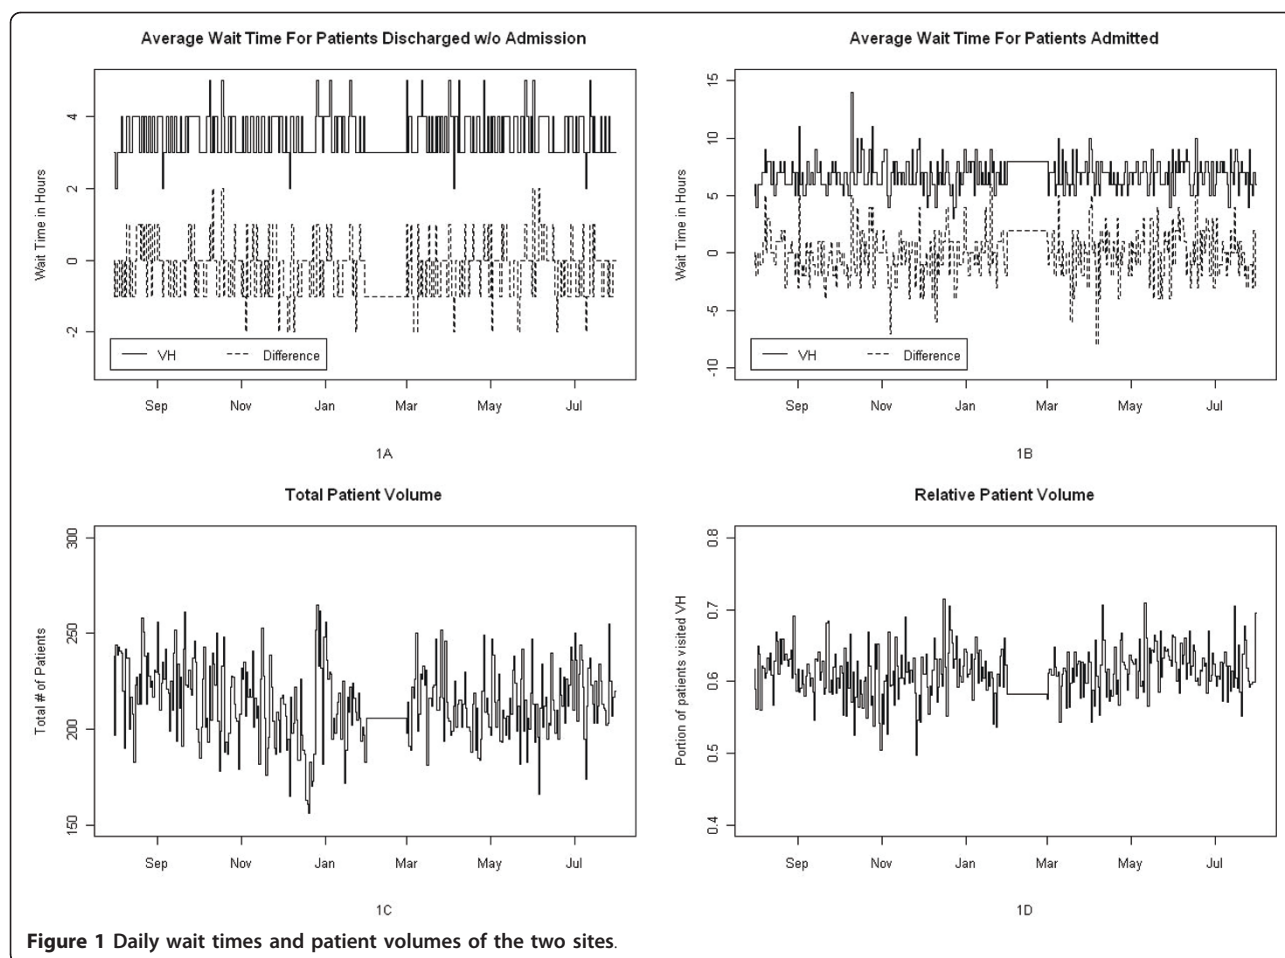 Average Wait Time For Patients Discharged w/o Admission
Wait Time in Hours
4
2
0
-2
VH
Difference
Sep Nov Jan Mar May Jul
1A
Average Wait Time For Patients Admitted
Wait Time in Hours
15
10
5
0
-5
-10
VH
Difference
Sep Nov Jan Mar May Jul
1B
Total Patient Volume
Total # of Patients
300
250
200
150
Sep Nov Jan Mar May Jul
1C
Relative Patient Volume
Portion of patients visited VH
0.8
0.7
0.6
0.5
0.4
Sep Nov Jan Mar May Jul
1D
Figure 1 Daily wait times and patient volumes of the two sites.